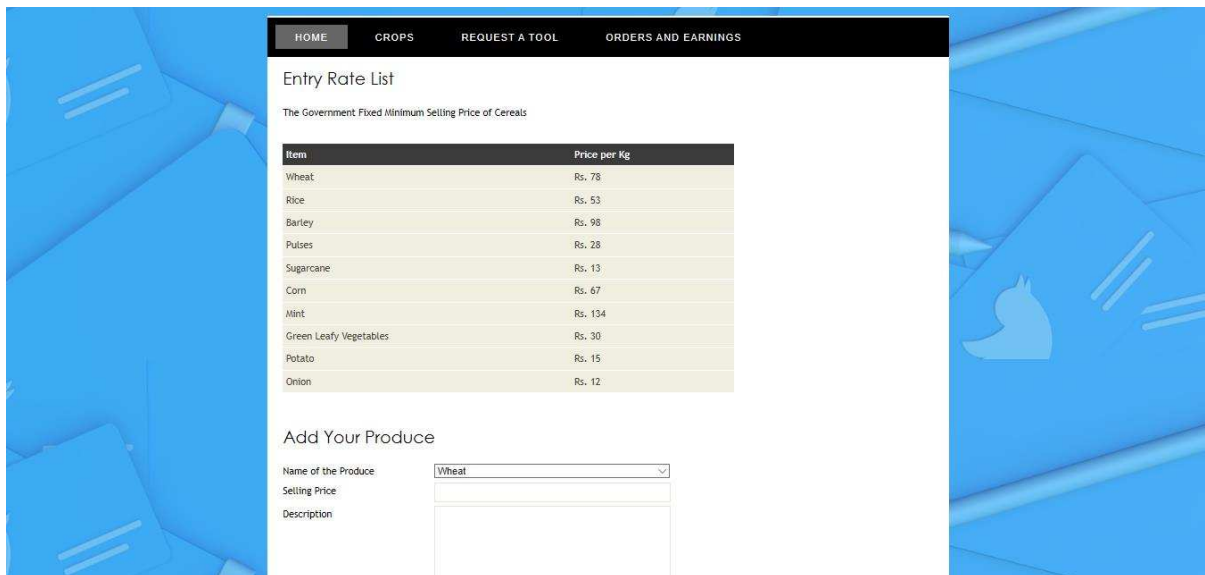 HOME CROPS REQUEST A TOOL ORDERS AND EARNINGS
Entry Rate List
The Government Fixed Minimum Selling Price of Cereals
Item Price per Kg
Wheat Rs. 78
Rice Rs. 53
Barley Rs. 98
Pulses Rs. 28
Sugarcane Rs. 13
Corn Rs. 67
Mint Rs. 134
Green Leafy Vegetables Rs. 30
Potato Rs. 15
Onion Rs. 12
Add Your Produce
Name of the Produce Wheat
Selling Price
Description